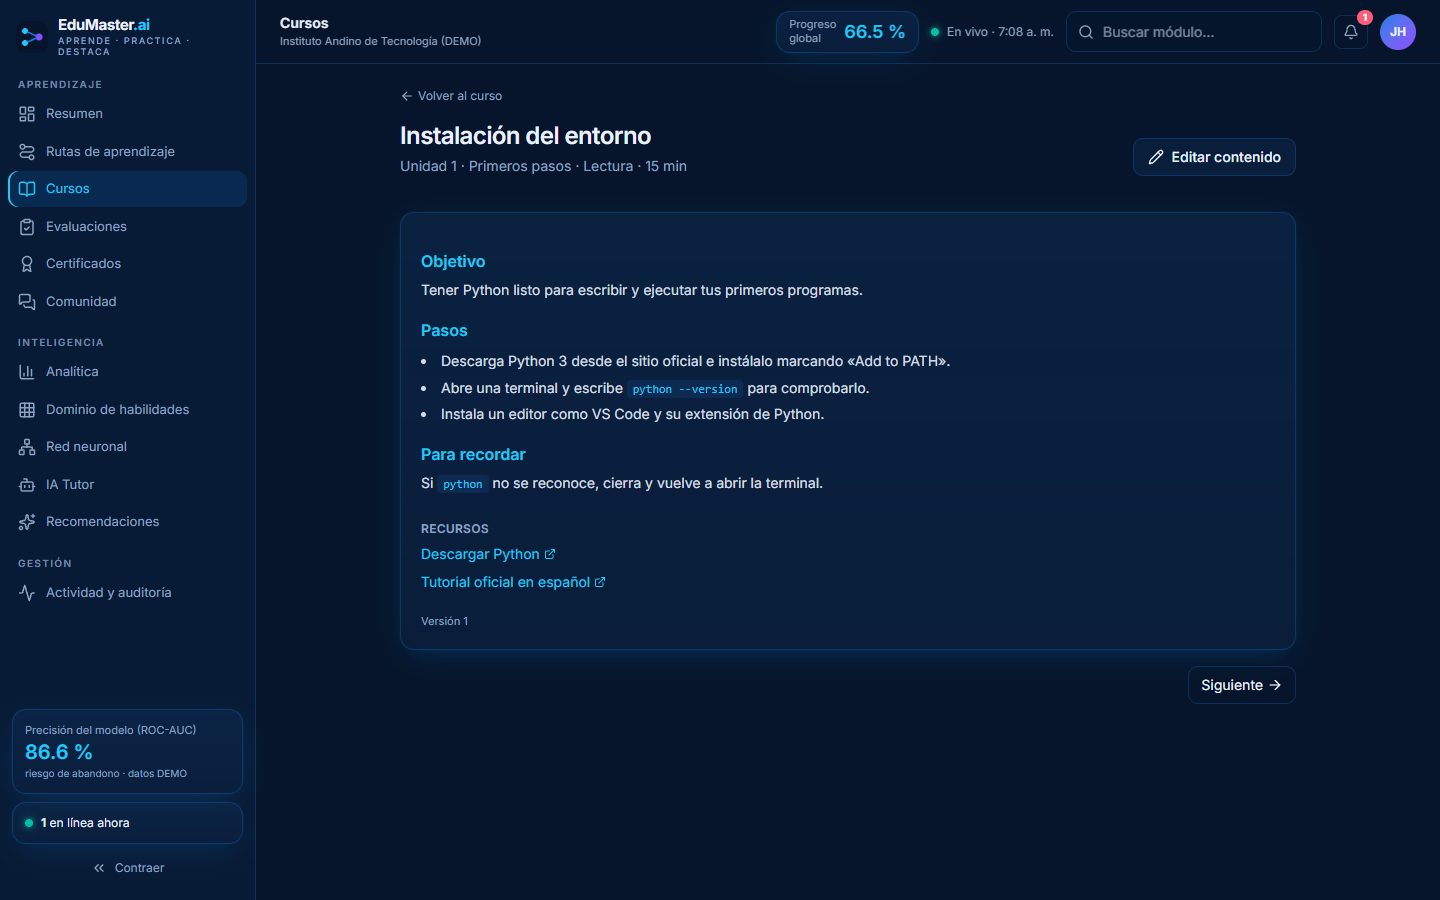 EduMaster.ai
APRENDE · PRACTICA ·
DESTACA
APRENDIZAJE
Resumen
Rutas de aprendizaje
Cursos
Evaluaciones
Certificados
Comunidad
INTELIGENCIA
Analítica
Dominio de habilidades
Red neuronal
IA Tutor
Recomendaciones
GESTIÓN
Actividad y auditoría
Precisión del modelo (ROC-AUC)
86.6 %
riesgo de abandono · datos DEMO
1 en línea ahora
Contraer
Cursos
Instituto Andino de Tecnología (DEMO)
Progreso
global
66.5 %
En vivo · 7:08 a. m.
Buscar módulo...
1
JH
Volver al curso
Instalación del entorno
Unidad 1 · Primeros pasos · Lectura · 15 min
Editar contenido
Objetivo
Tener Python listo para escribir y ejecutar tus primeros programas.
Pasos
• Descarga Python 3 desde el sitio oficial e instálalo marcando «Add to PATH».
• Abre una terminal y escribe python --version para comprobarlo.
• Instala un editor como VS Code y su extensión de Python.
Para recordar
Si python no se reconoce, cierra y vuelve a abrir la terminal.
RECURSOS
Descargar Python
Tutorial oficial en español
Versión 1
Siguiente